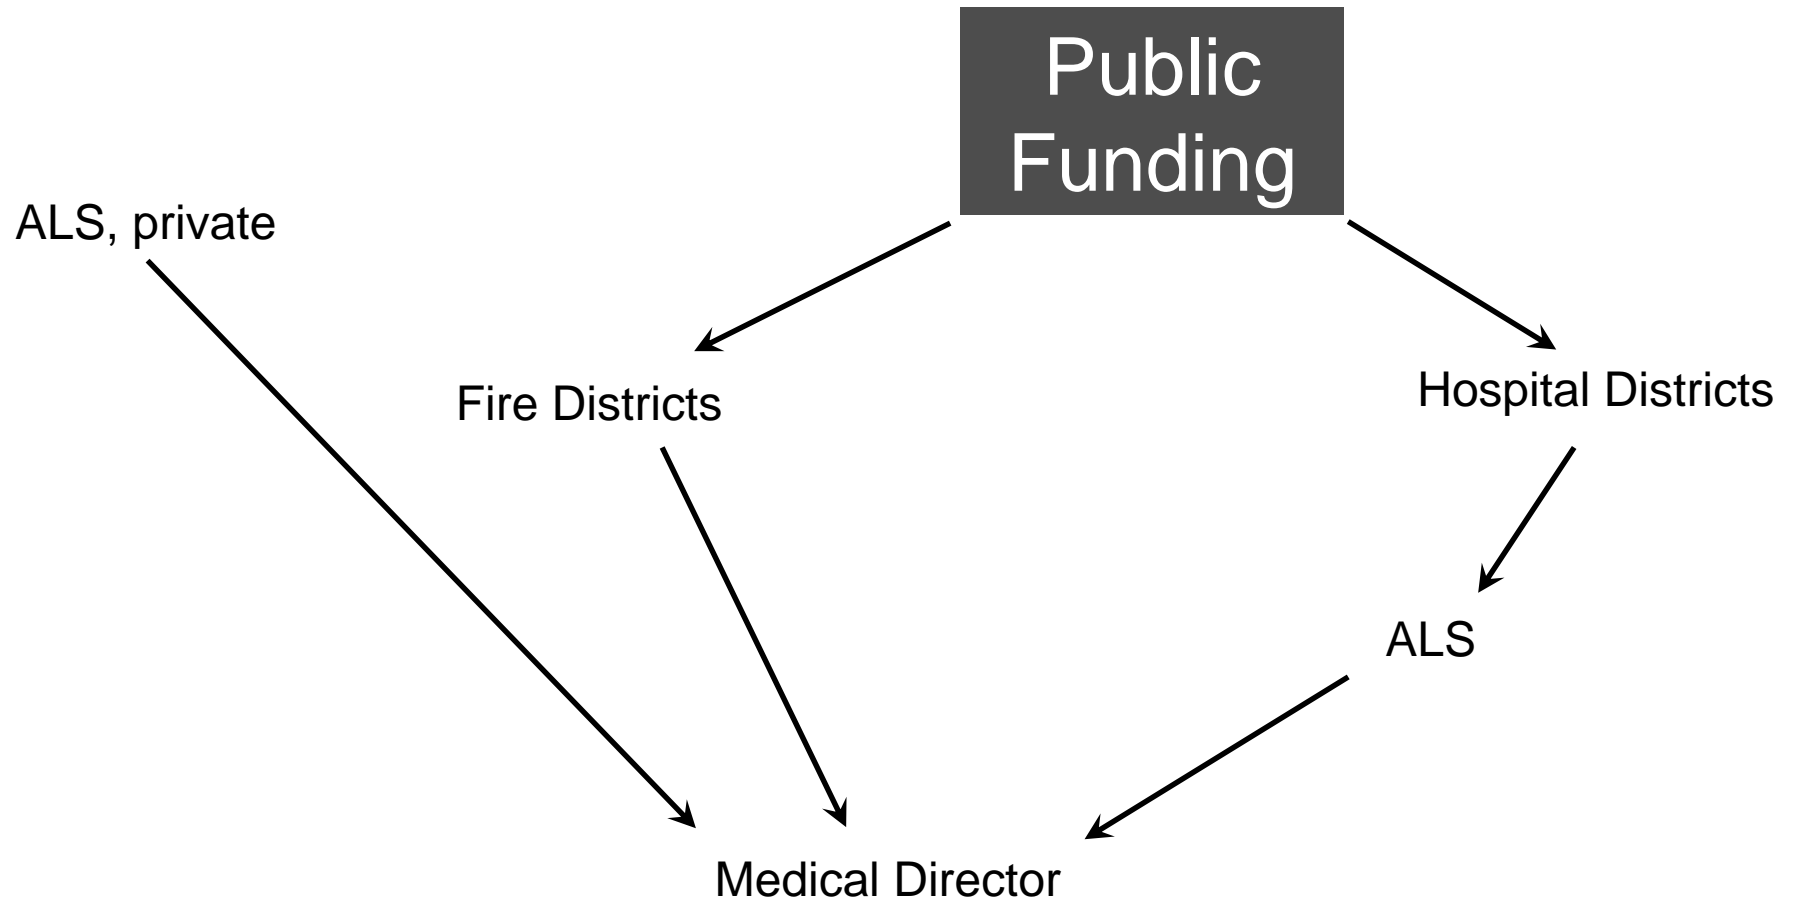 Public
Funding
ALS, private
Fire Districts
Hospital Districts
ALS
Medical Director